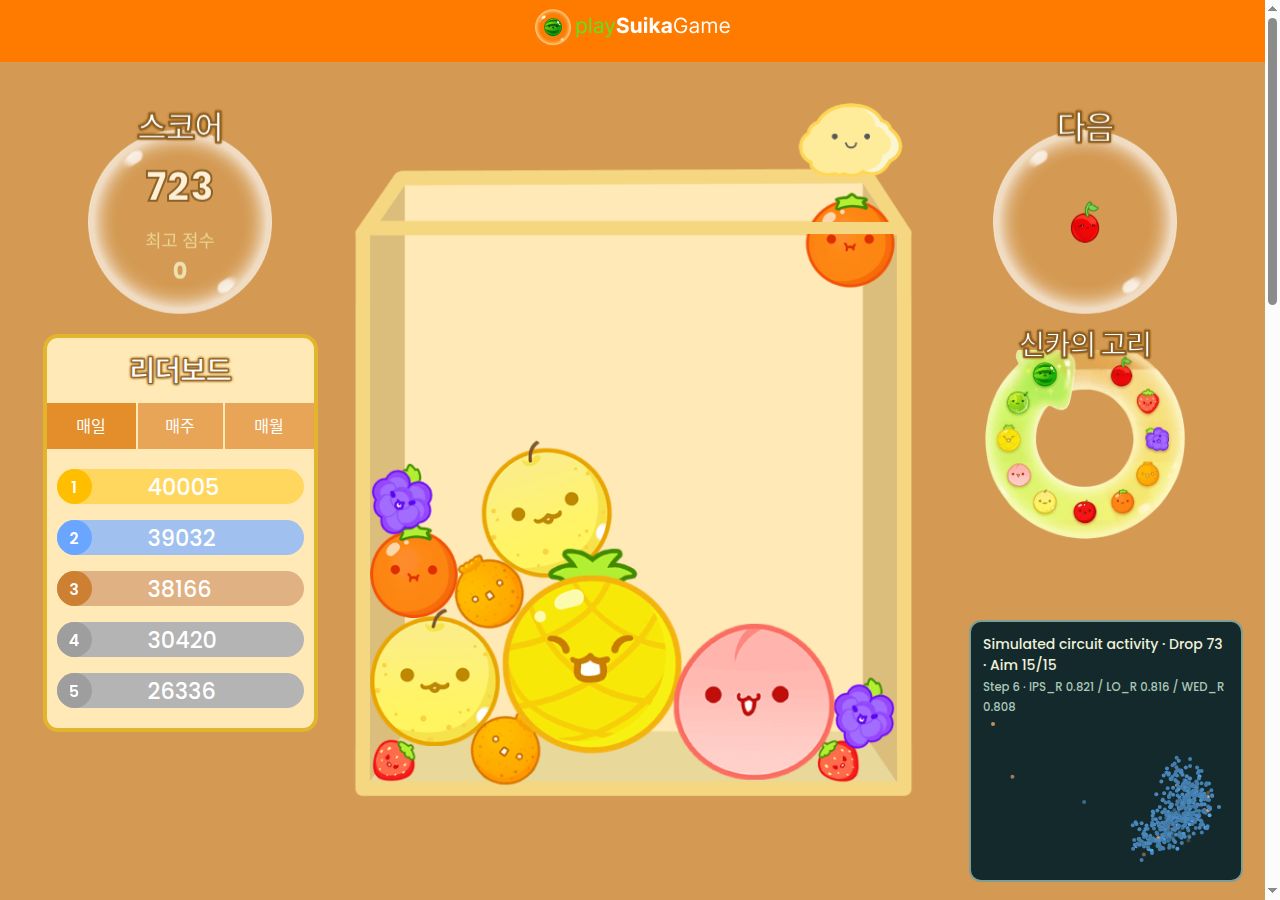 playSuikaGame
스코어
723
최고 점수
0
리더보드
매일 매주 매월
1 40005
2 39032
3 38166
4 30420
5 26336
다음
신카의 고리
Simulated circuit activity · Drop 73
· Aim 15/15
Step 6 · IPS_R 0.821 / LO_R 0.816 / WED_R
0.808